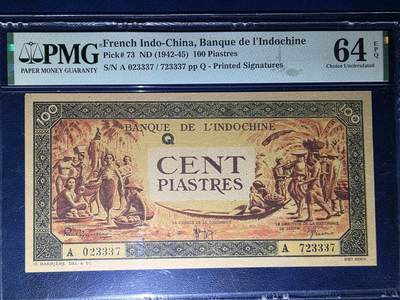 PMG
PAPER MONEY GUARANTY
French Indo-China, Banque de l'Indochine
Pick# 73 ND (1942-45) 100 Piastres
S/N A 023337 / 723337 pp Q - Printed Signatures
64 EPQ
Choice Uncirculated
100
100
BANQUE DE L'INDOCHINE
Q
CENT
PIASTRES
A 023337
A 723337